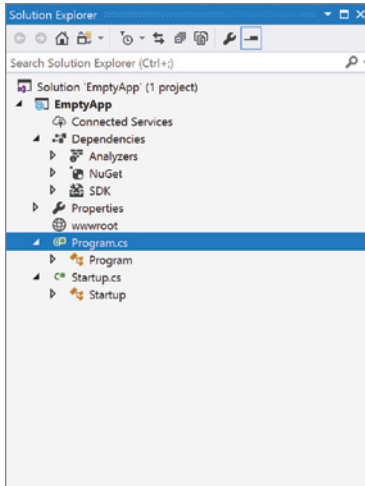 Solution Explorer
Search Solution Explorer (Ctrl+;)
Solution 'EmptyApp' (1 project)
EmptyApp
Connected Services
Dependencies
Analyzers
NuGet
SDK
Properties
wwwroot
Program.cs
Program
C# Startup.cs
Startup